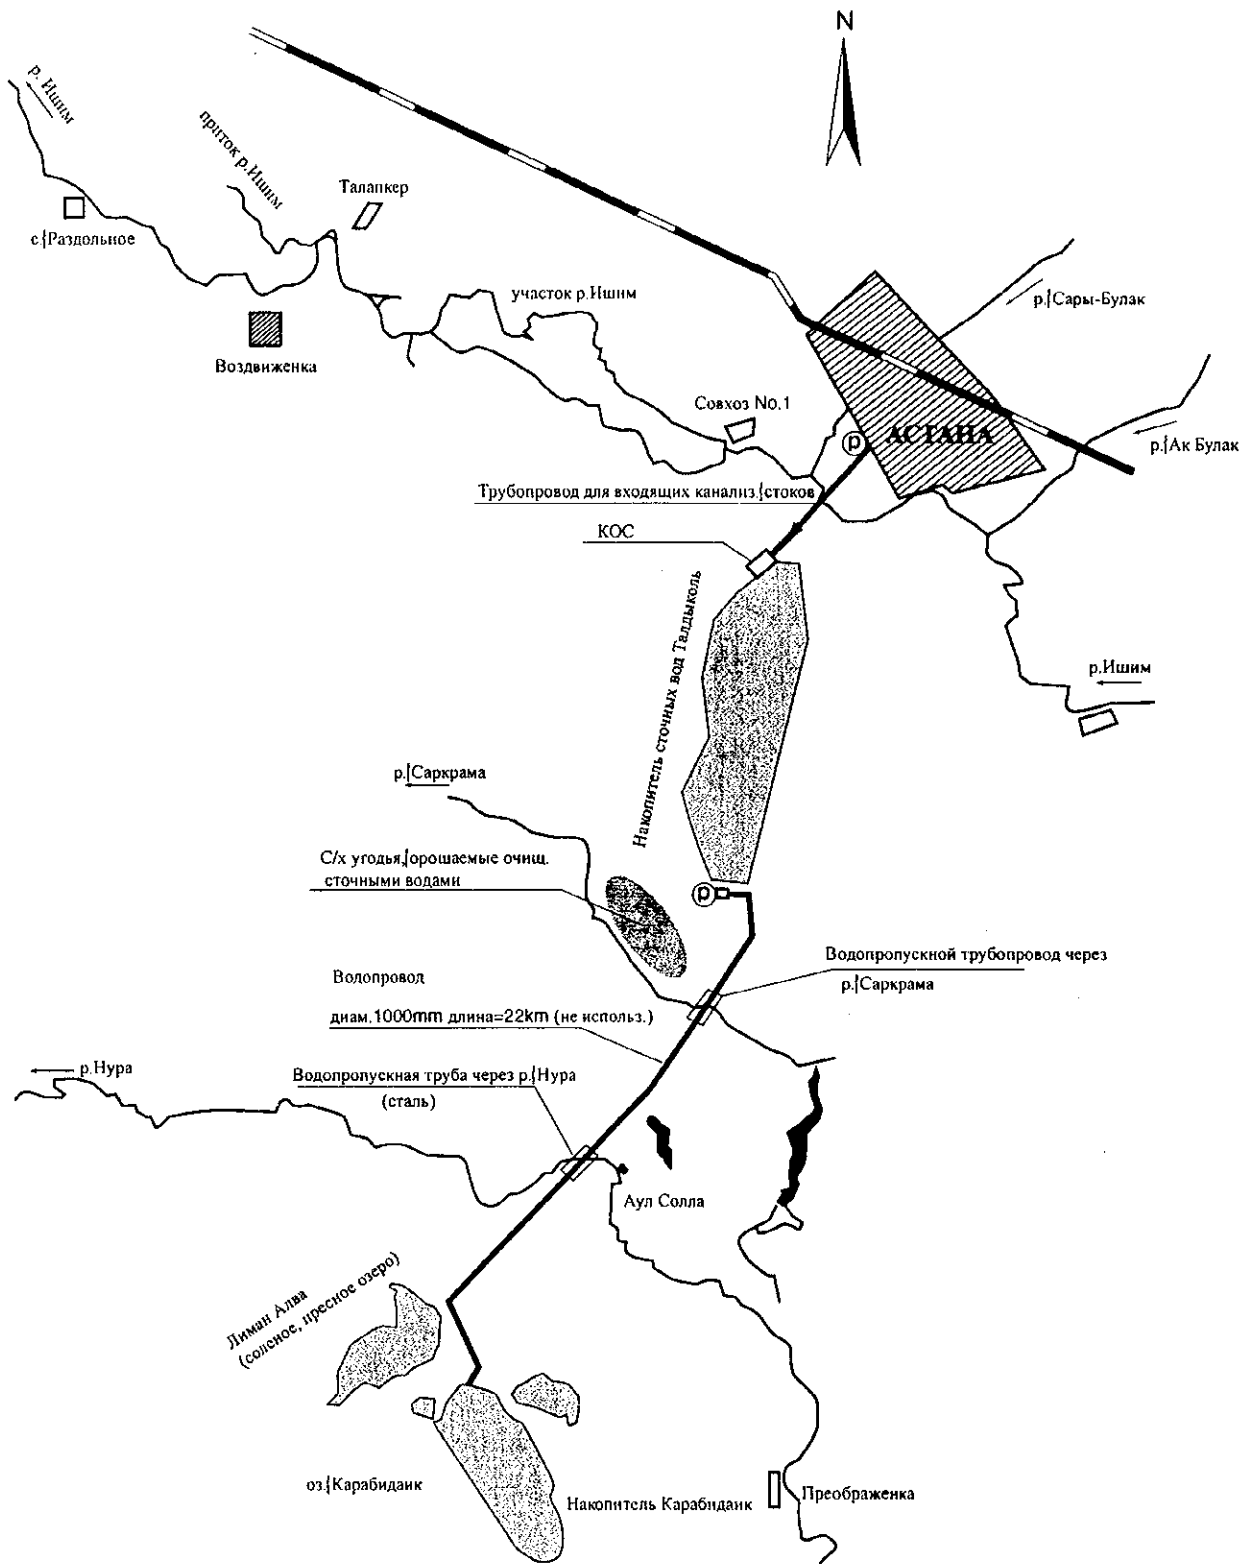 N
р. Ишим
приток р.Ишим
Талапкер
с.{Раздольное
участок р.Ишим
р.{Сары-Булак
Воздвиженка
Совхоз No.1
P
АСТАНА
р.{Ак Булак
Трубопровод для входящих канализ.{стоков
КОС
Накопитель сточных вод Талдыколь
р.Ишим
р.{Саркрама
С/х угодья,{орошаемые очищ.
сточными водами
P
Водопропускной трубопровод через
р.{Саркрама
Водопровод
диам.1000mm длина=22km (не использ.)
р.Нура
Водопропускная труба через р.{Нура
(сталь)
Аул Солла
Лиман Алва
(соленое, пресное озеро)
оз.{Карабидаик
Накопитель Карабидаик
Преображенка